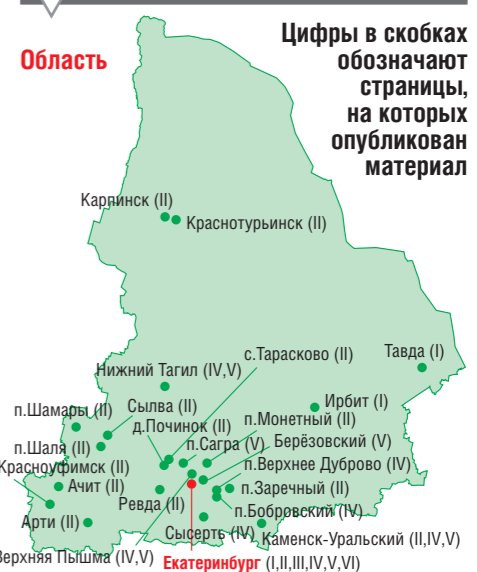 Область
Цифры в скобках
обозначают
страницы,
на которых
опубликован
материал
Карпинск (II)
Краснотурьинск (II)
с.Тарасково (II)
Тавда (I)
Нижний Тагил (IV,V)
Ирбит (I)
п.Шамары (II)
Сылва (II)
п.Монетный (II)
д.Починок (II)
Берёзовский (V)
п.Шаля (II)
п.Сагра (V)
п.Верхнее Дуброво (IV)
Красноуфимск (II)
Ачит (II)
п.Заречный (II)
Ревда (II)
п.Бобровский (IV)
Арти (II)
Сысерть (IV)
Каменск-Уральский (II,IV,V)
Верхняя Пышма (IV,V)
Екатеринбург (I,II,III,IV,V,VI)